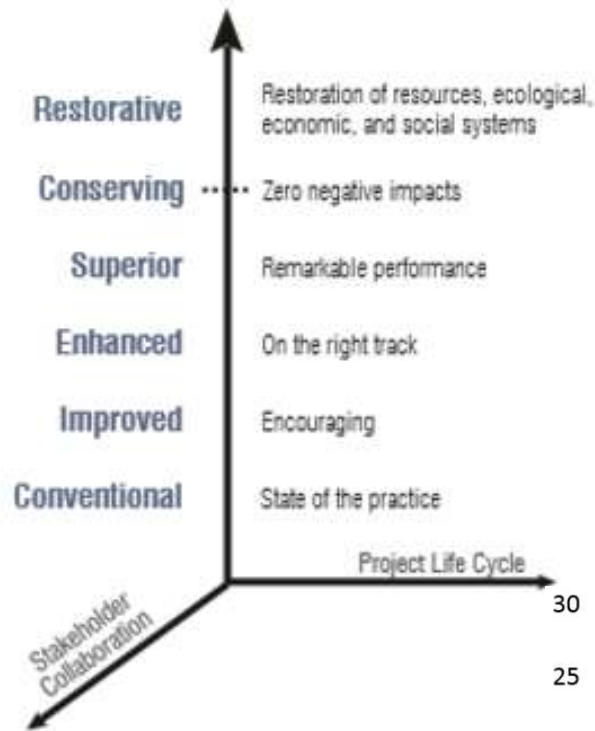 Restorative
Restoration of resources, ecological,
economic, and social systems
Conserving
Zero negative impacts
Superior
Remarkable performance
Enhanced
On the right track
Improved
Encouraging
Conventional
State of the practice
Project Life Cycle
Stakeholder
Collaboration
30
25